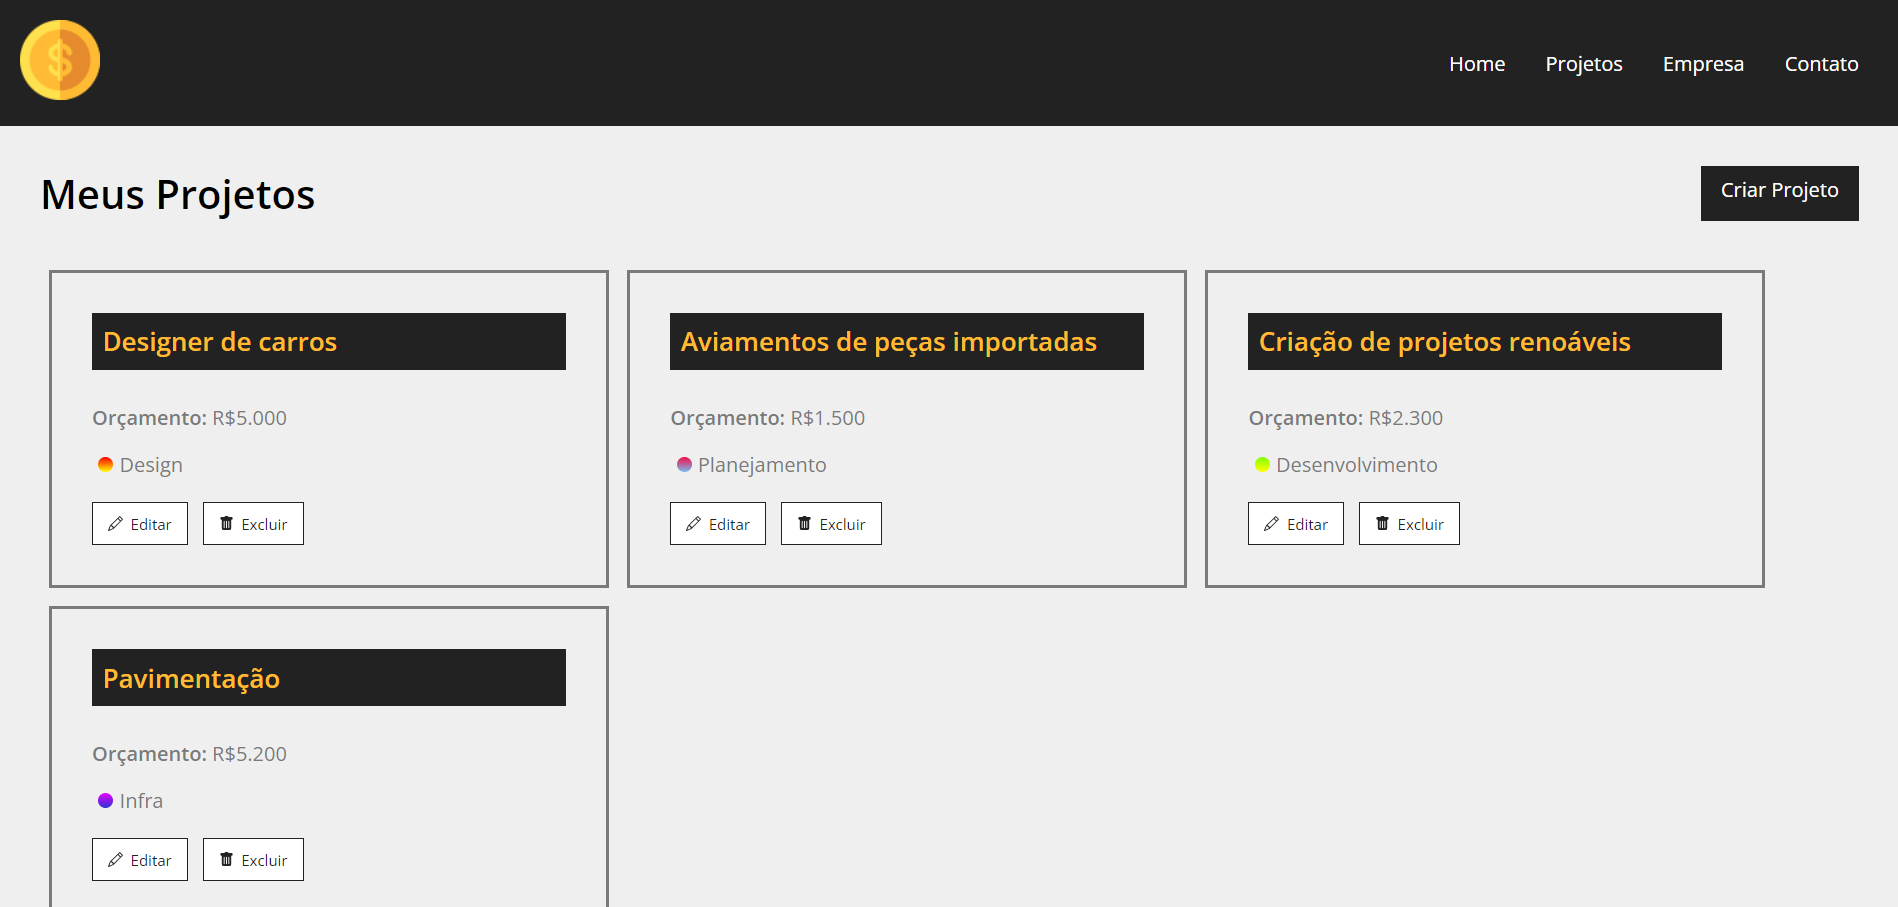 $
Home Projetos Empresa Contato
Meus Projetos
Criar Projeto
Designer de carros
Orçamento: R$5.000
Design
Editar Excluir
Aviamentos de peças importadas
Orçamento: R$1.500
Planejamento
Editar Excluir
Criação de projetos renoáveis
Orçamento: R$2.300
Desenvolvimento
Editar Excluir
Pavimentação
Orçamento: R$5.200
Infra
Editar Excluir